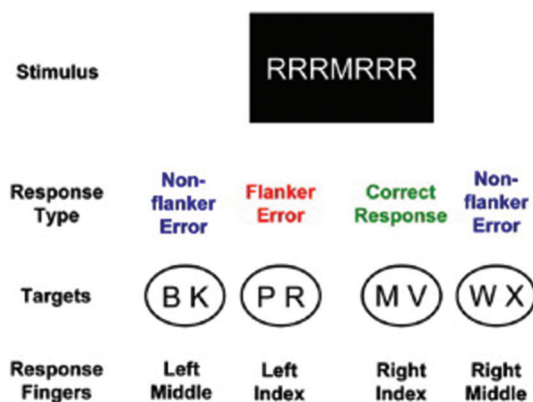 Stimulus RRRMRRR
Response Type Non-flanker Error Flanker Error Correct Response Non-flanker Error
Targets B K P R M V W X
Response Fingers Left Middle Left Index Right Index Right Middle